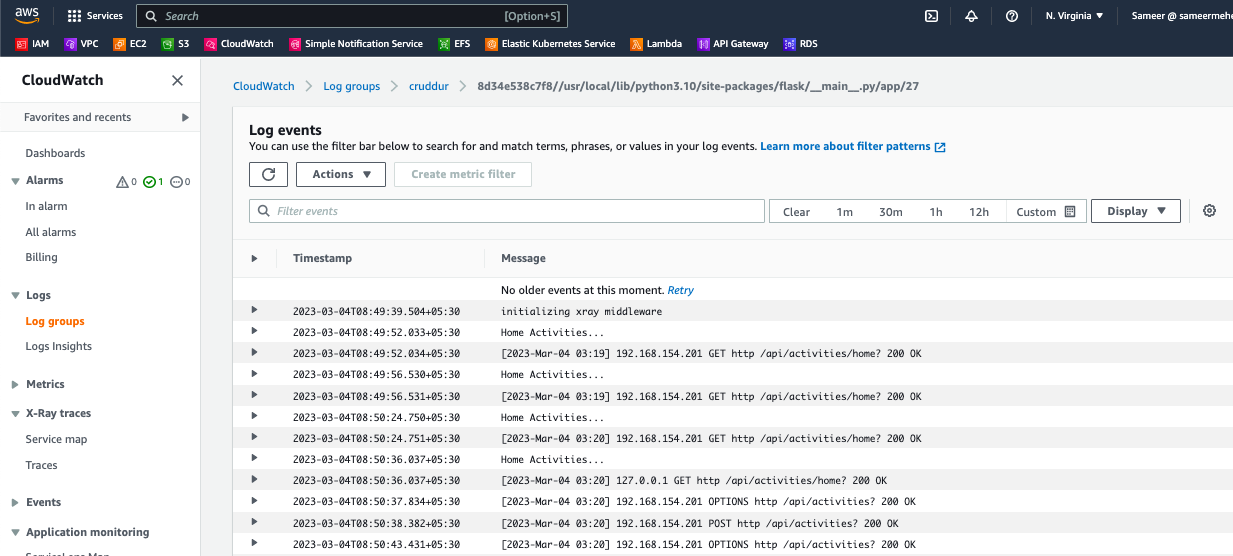 aws Services Search [Option+S] N. Virginia Sameer @ sameermehe
IAM VPC EC2 S3 CloudWatch Simple Notification Service EFS Elastic Kubernetes Service Lambda API Gateway RDS
CloudWatch
Favorites and recents
Dashboards
Alarms 0 1 0
In alarm
All alarms
Billing
Logs
Log groups
Logs Insights
Metrics
X-Ray traces
Service map
Traces
Events
Application monitoring
ServiceLens Map
CloudWatch > Log groups > cruddur > 8d34e538c7f8//usr/local/lib/python3.10/site-packages/flask/__main__.py/app/27
Log events
You can use the filter bar below to search for and match terms, phrases, or values in your log events. Learn more about filter patterns
Actions Create metric filter
Filter events Clear 1m 30m 1h 12h Custom Display
Timestamp Message
No older events at this moment. Retry
2023-03-04T08:49:39.504+05:30 initializing xray middleware
2023-03-04T08:49:52.033+05:30 Home Activities...
2023-03-04T08:49:52.034+05:30 [2023-Mar-04 03:19] 192.168.154.201 GET http /api/activities/home? 200 OK
2023-03-04T08:49:56.530+05:30 Home Activities...
2023-03-04T08:49:56.531+05:30 [2023-Mar-04 03:19] 192.168.154.201 GET http /api/activities/home? 200 OK
2023-03-04T08:50:24.750+05:30 Home Activities...
2023-03-04T08:50:24.751+05:30 [2023-Mar-04 03:20] 192.168.154.201 GET http /api/activities/home? 200 OK
2023-03-04T08:50:36.037+05:30 Home Activities...
2023-03-04T08:50:36.037+05:30 [2023-Mar-04 03:20] 127.0.0.1 GET http /api/activities/home? 200 OK
2023-03-04T08:50:37.834+05:30 [2023-Mar-04 03:20] 192.168.154.201 OPTIONS http /api/activities? 200 OK
2023-03-04T08:50:38.382+05:30 [2023-Mar-04 03:20] 192.168.154.201 POST http /api/activities? 200 OK
2023-03-04T08:50:43.431+05:30 [2023-Mar-04 03:20] 192.168.154.201 OPTIONS http /api/activities? 200 OK